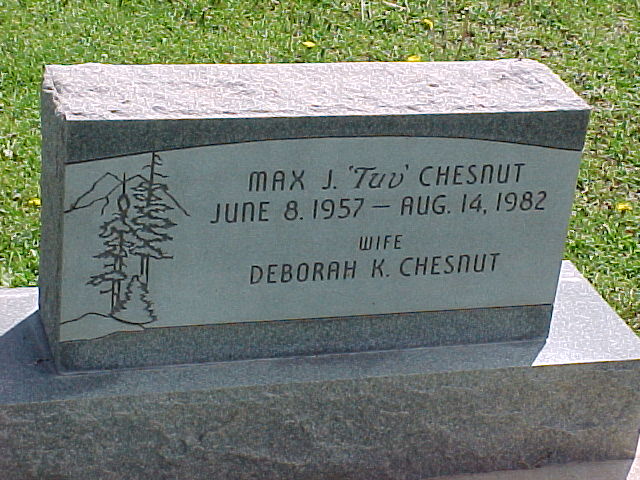 MAX J. 'Tuv' CHESNUT
JUNE 8. 1957 — AUG. 14, 1982
WIFE
DEBORAH K. CHESNUT